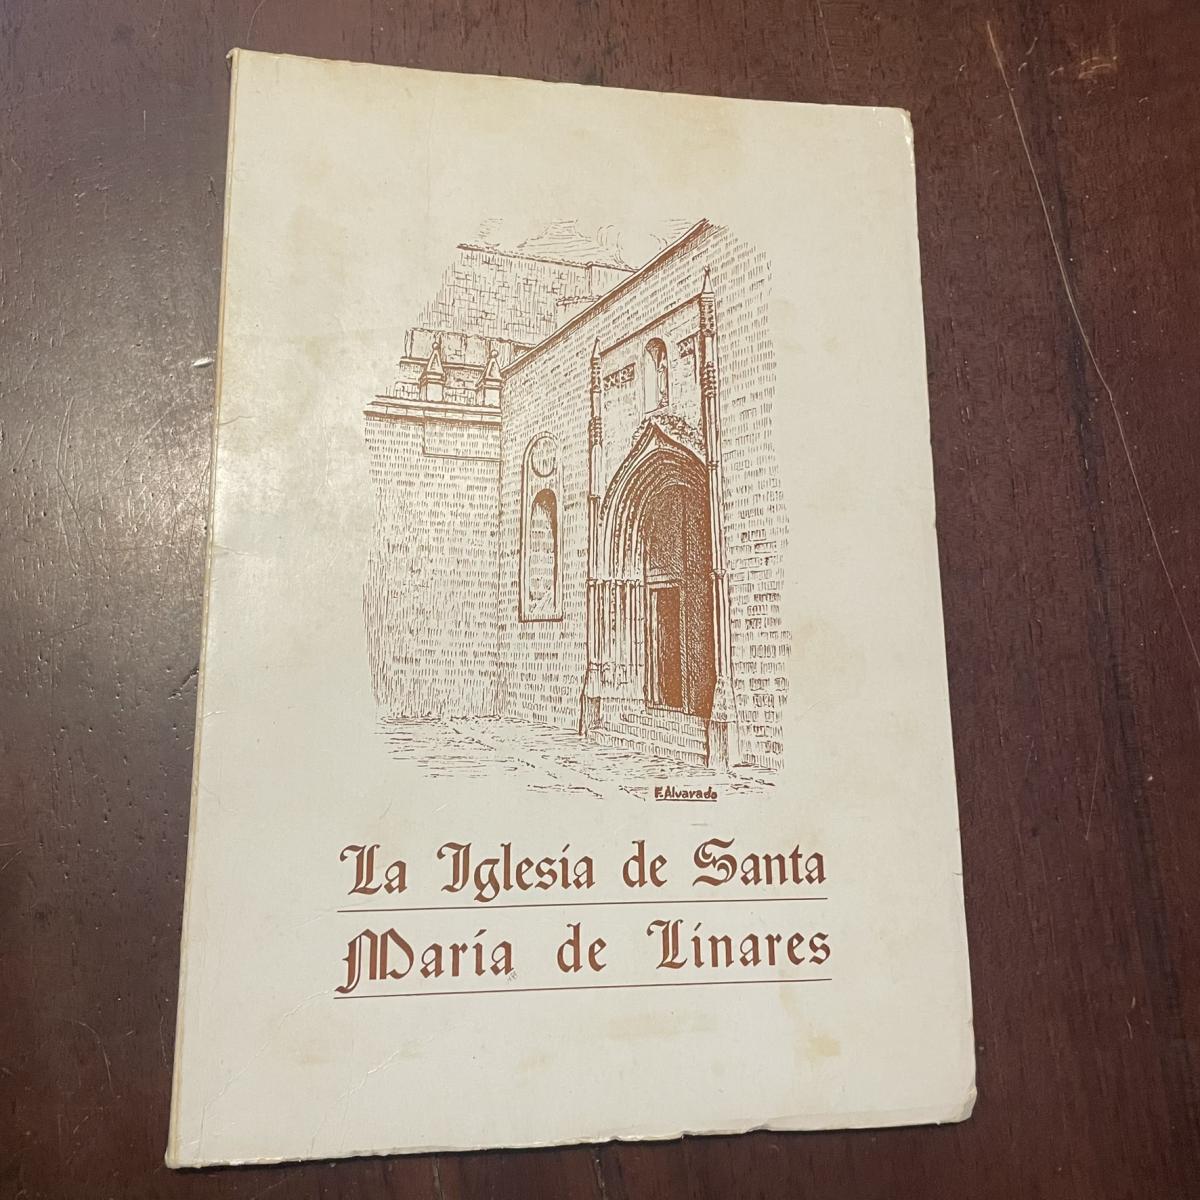 F. Alvarado
La Iglesia de Santa
María de Linares